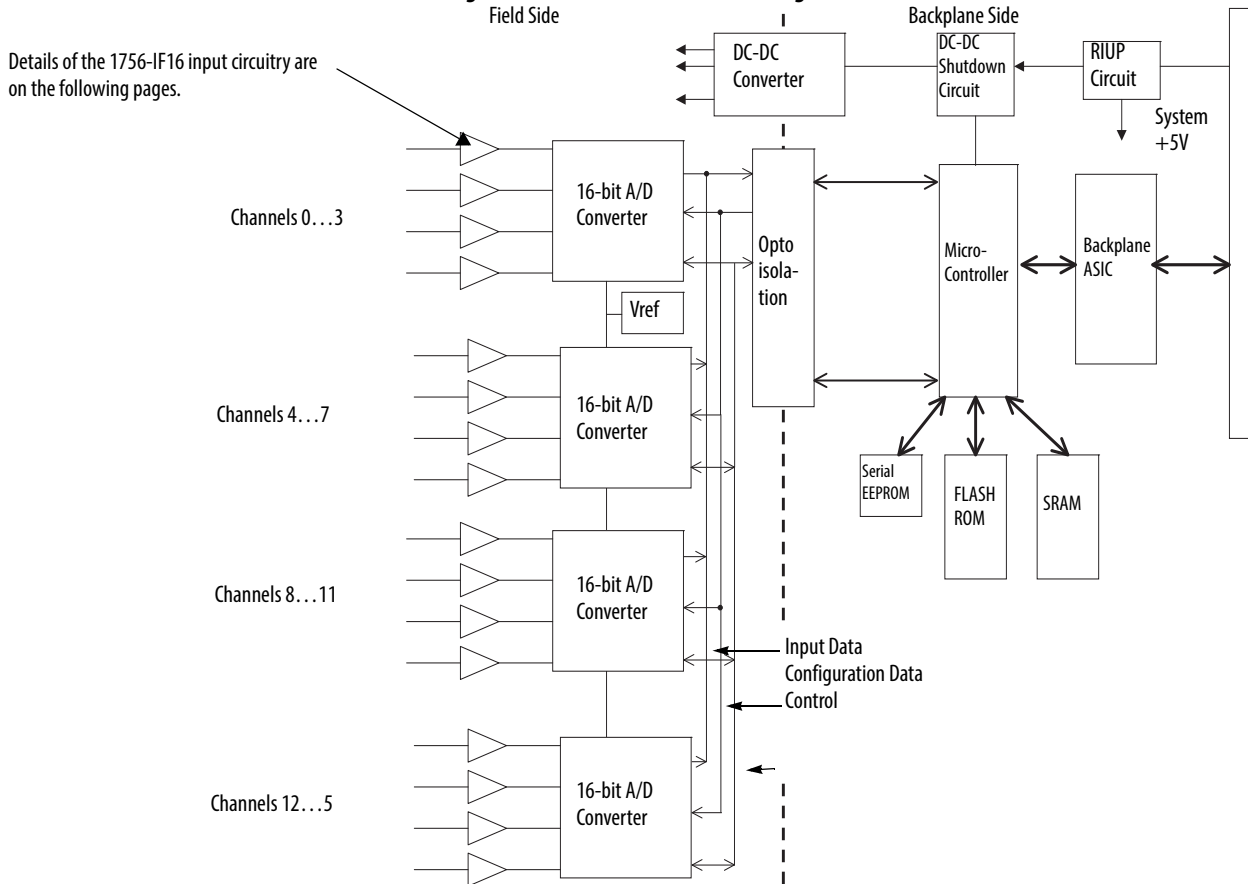 Field Side
Backplane Side
Details of the 1756-IF16 input circuitry are
on the following pages.
DC-DC
Converter
DC-DC
Shutdown
Circuit
RIUP
Circuit
System
+5V
16-bit A/D
Converter
Channels 0…3
Opto
isola-
tion
Micro-
Controller
Backplane
ASIC
Vref
16-bit A/D
Converter
Channels 4…7
Serial
EEPROM
FLASH
ROM
SRAM
16-bit A/D
Converter
Channels 8…11
Input Data
Configuration Data
Control
16-bit A/D
Converter
Channels 12…5